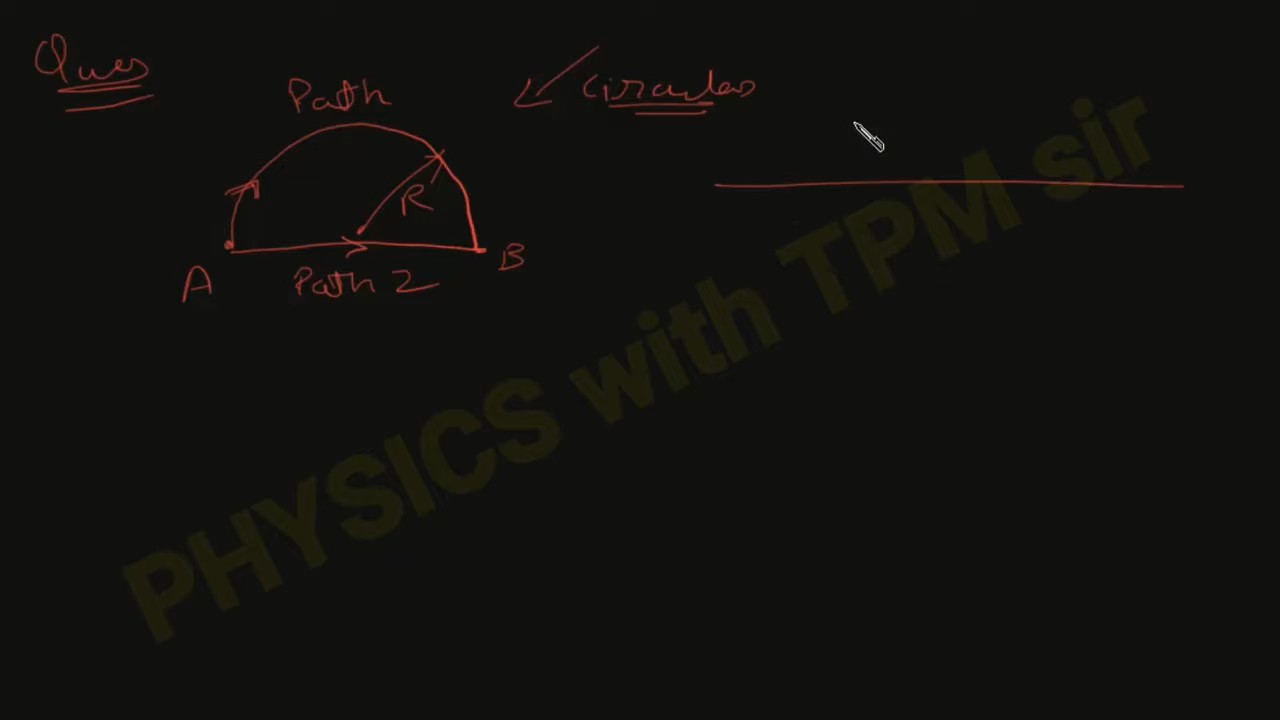 Ques
Path
Circular
R
A
B
Path 2
PHYSICS with TPM sir